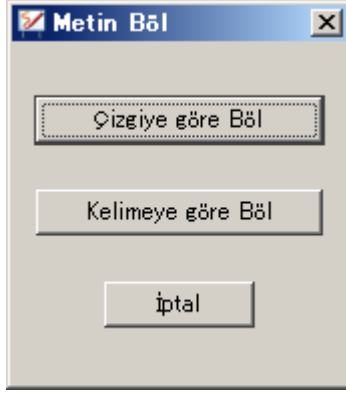 Metin Böl
Çizgiye göre Böl
Kelimeye göre Böl
İptal